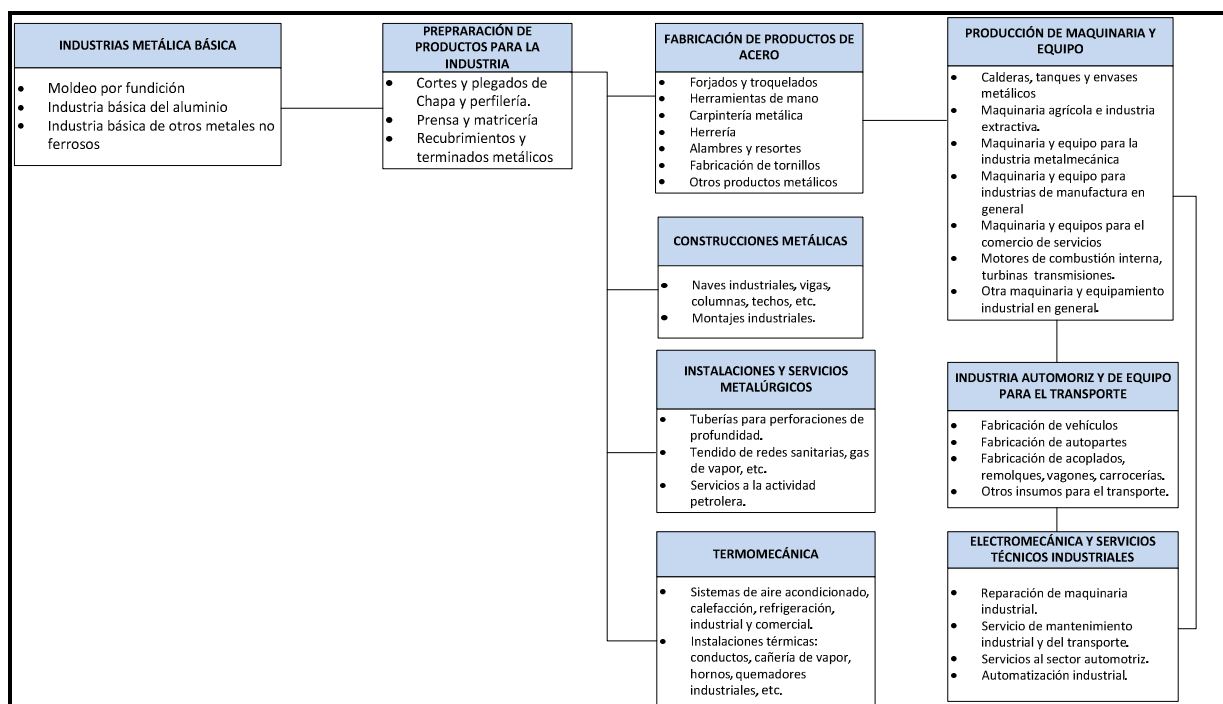 INDUSTRIAS METÁLICA BÁSICA
• Moldeo por fundición
• Industria básica del aluminio
• Industria básica de otros metales no
ferrosos
PREPRARACIÓN DE
PRODUCTOS PARA LA
INDUSTRIA
• Cortes y plegados de
Chapa y perfilería.
• Prensa y matricería
• Recubrimientos y
terminados metálicos
FABRICACIÓN DE PRODUCTOS DE
ACERO
• Forjados y troquelados
• Herramientas de mano
• Carpintería metálica
• Herrería
• Alambres y resortes
• Fabricación de tornillos
• Otros productos metálicos
CONSTRUCCIONES METÁLICAS
• Naves industriales, vigas,
columnas, techos, etc.
• Montajes industriales.
INSTALACIONES Y SERVICIOS
METALÚRGICOS
• Tuberías para perforaciones de
profundidad.
• Tendido de redes sanitarias, gas
de vapor, etc.
• Servicios a la actividad
petrolera.
TERMOMECÁNICA
• Sistemas de aire acondicionado,
calefacción, refrigeración,
industrial y comercial.
• Instalaciones térmicas:
conductos, cañería de vapor,
hornos, quemadores
industriales, etc.
PRODUCCIÓN DE MAQUINARIA Y
EQUIPO
• Calderas, tanques y envases
metálicos
• Maquinaria agrícola e industria
extractiva.
• Maquinaria y equipo para la
industria metalmecánica
• Maquinaria y equipo para
industrias de manufactura en
general
• Maquinaria y equipos para el
comercio de servicios
• Motores de combustión interna,
turbinas transmisiones.
• Otra maquinaria y equipamiento
industrial en general.
INDUSTRIA AUTOMORIZ Y DE EQUIPO
PARA EL TRANSPORTE
• Fabricación de vehículos
• Fabricación de autopartes
• Fabricación de acoplados,
remolques, vagones, carrocerías.
• Otros insumos para el transporte.
ELECTROMECÁNICA Y SERVICIOS
TÉCNICOS INDUSTRIALES
• Reparación de maquinaria
industrial.
• Servicio de mantenimiento
industrial y del transporte.
• Servicios al sector automotriz.
• Automatización industrial.